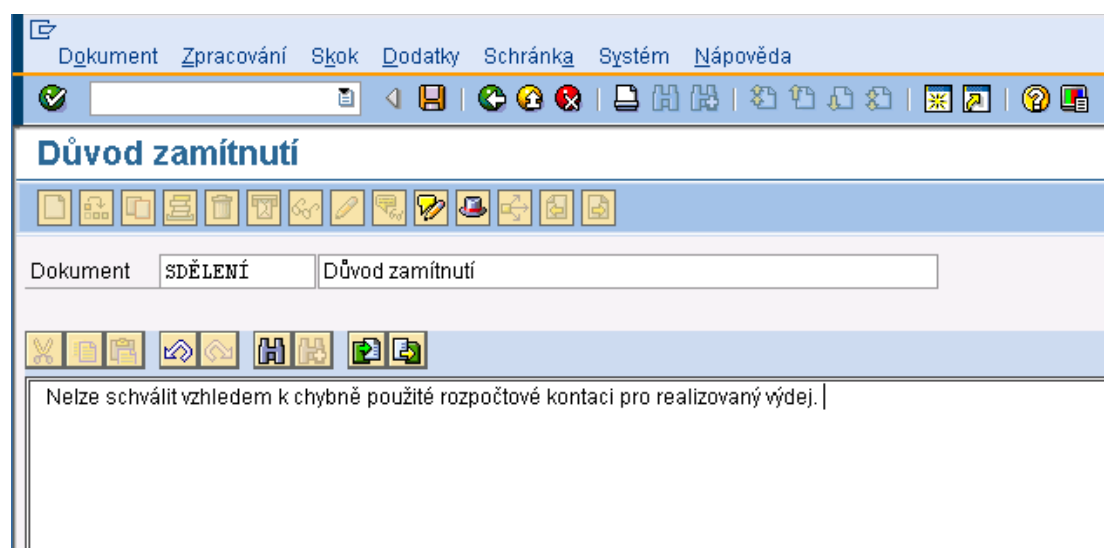 Dokument Zpracování Skok Dodatky Schránka Systém Nápověda
Důvod zamítnutí
Dokument SDĚLENÍ Důvod zamítnutí
Nelze schválit vzhledem k chybně použité rozpočtové kontaci pro realizovaný výdej.